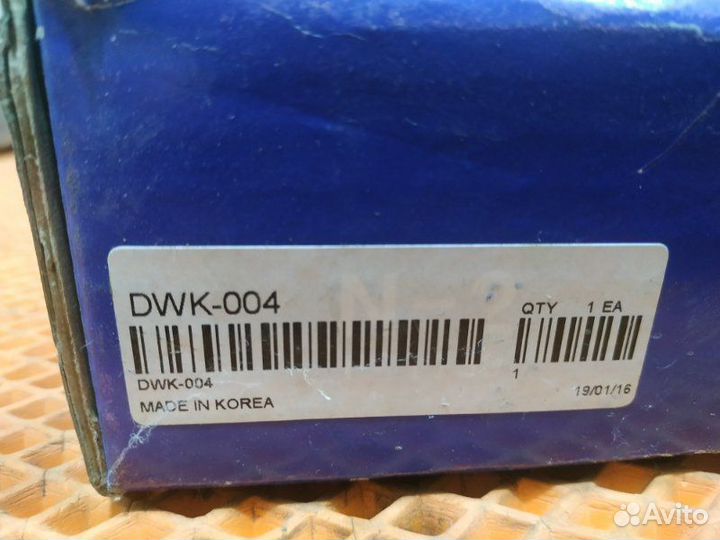 DWK-004
QTY 1 EA
DWK-004
1
MADE IN KOREA
19/01/16
Avito